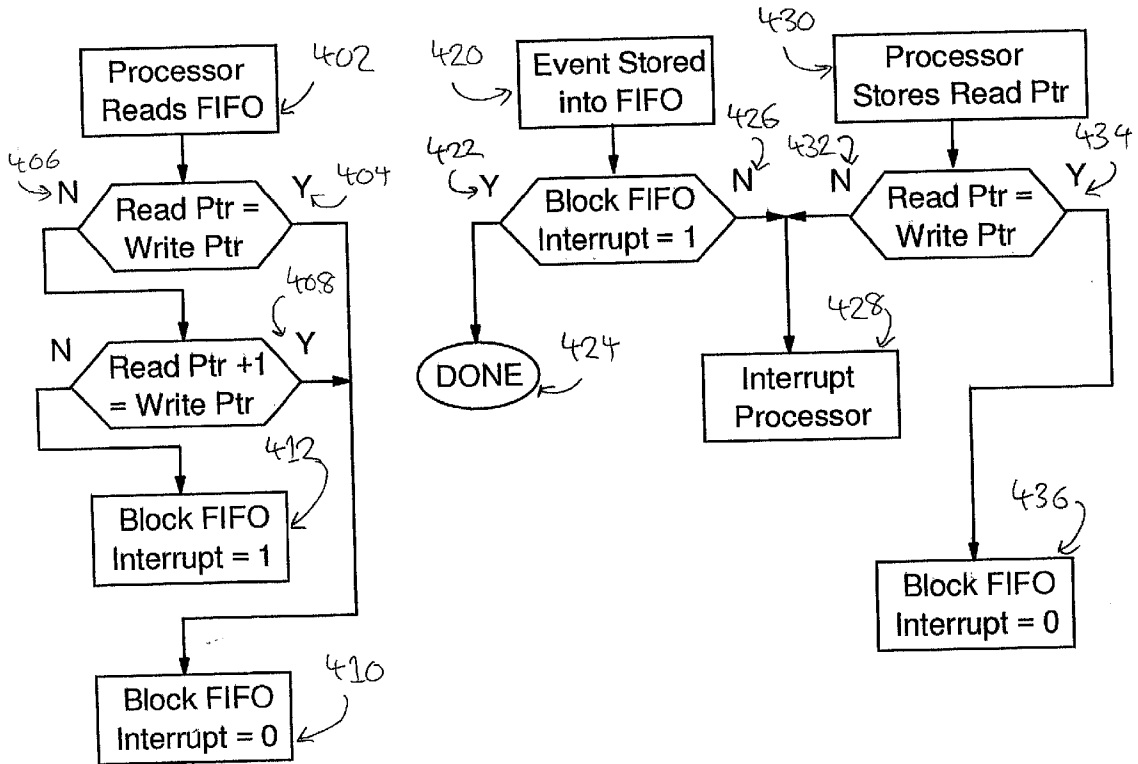 402
Processor
Reads FIFO
406
N
Y
404
Read Ptr =
Write Ptr
408
N
Y
Read Ptr +1
= Write Ptr
412
Block FIFO
Interrupt = 1
410
Block FIFO
Interrupt = 0
420
Event Stored
into FIFO
422
Y
426
N
Block FIFO
Interrupt = 1
DONE
424
428
Interrupt
Processor
430
Processor
Stores Read Ptr
432
N
434
Y
Read Ptr =
Write Ptr
436
Block FIFO
Interrupt = 0